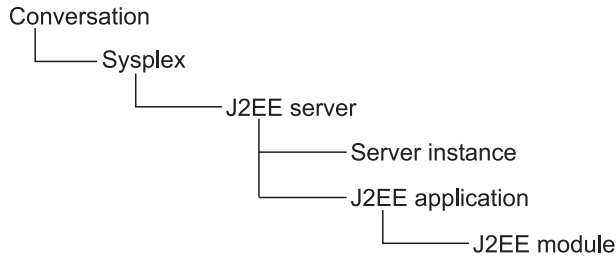 Conversation
Sysplex
J2EE server
Server instance
J2EE application
J2EE module